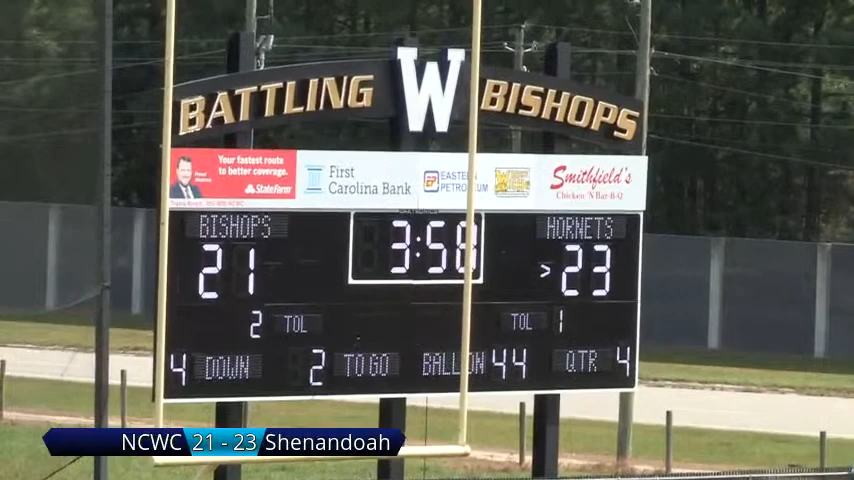 BATTLING W BISHOPS
Your fastest route
to better coverage.
StateFarm
First
Carolina Bank
EASTERN
PETROLEUM
Smithfield's
Chicken 'N Bar-B-Q
BISHOPS 3:58 HORNETS
21 > 23
2 TOL TOL 1
4 DOWN 2 TO GO BALL ON 44 QTR 4
NCWC 21 - 23 Shenandoah